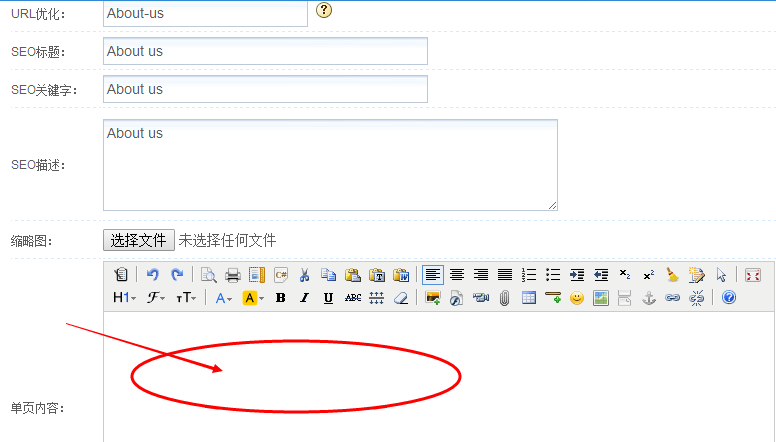 URL优化： About-us
SEO标题： About us
SEO关键字： About us
SEO描述： About us
缩略图： 选择文件 未选择任何文件
H1 ℱ тT A A B I U ABC
单页内容：